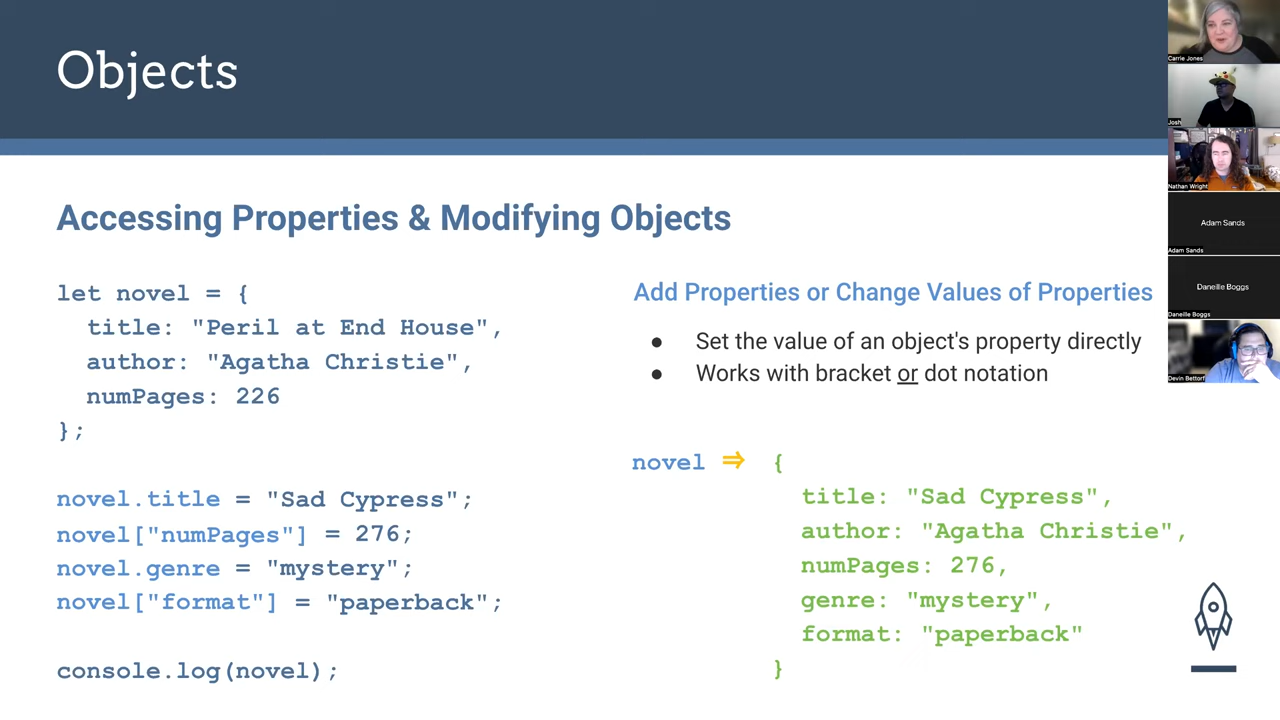 Objects
Accessing Properties & Modifying Objects
let novel = {
title: "Peril at End House",
author: "Agatha Christie",
numPages: 226
};
novel.title = "Sad Cypress";
novel["numPages"] = 276;
novel.genre = "mystery";
novel["format"] = "paperback";
console.log(novel);
Add Properties or Change Values of Properties
● Set the value of an object's property directly
● Works with bracket or dot notation
novel ⇒ {
title: "Sad Cypress",
author: "Agatha Christie",
numPages: 276,
genre: "mystery",
format: "paperback"
}
Carrie Jones
Josh
Nathan Wright
Adam Sands
Adam Sands
Daneille Boggs
Daneille Boggs
Devin Bettorf